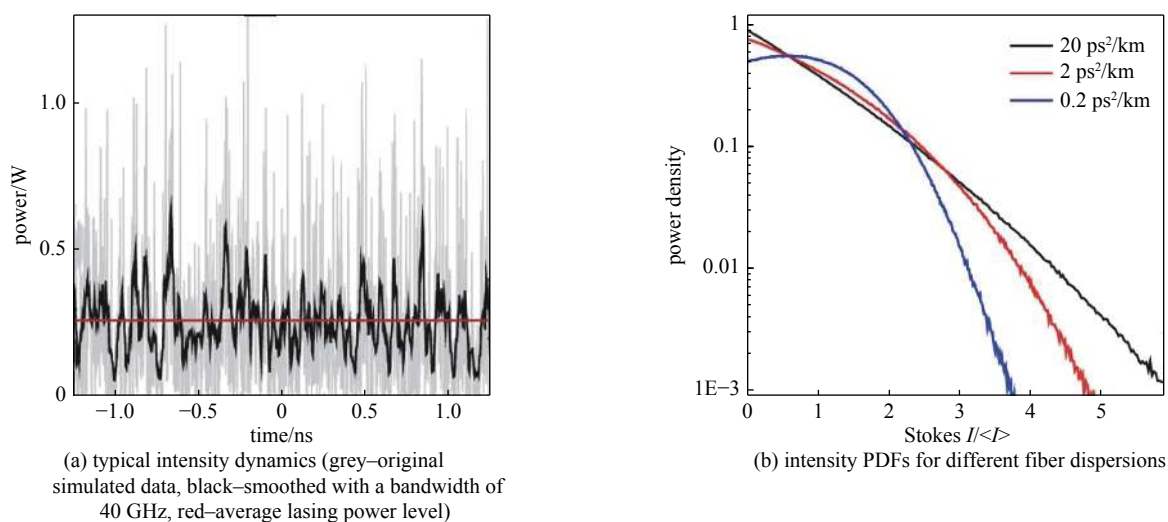 power/W
1.0
0.5
0
−1.0
−0.5
0
0.5
1.0
time/ns
(a) typical intensity dynamics (grey–original
simulated data, black–smoothed with a bandwidth of
40 GHz, red–average lasing power level)
power density
1
0.1
0.01
1E−3
20 ps²/km
2 ps²/km
0.2 ps²/km
0
1
2
3
4
5
Stokes I/<I>
(b) intensity PDFs for different fiber dispersions